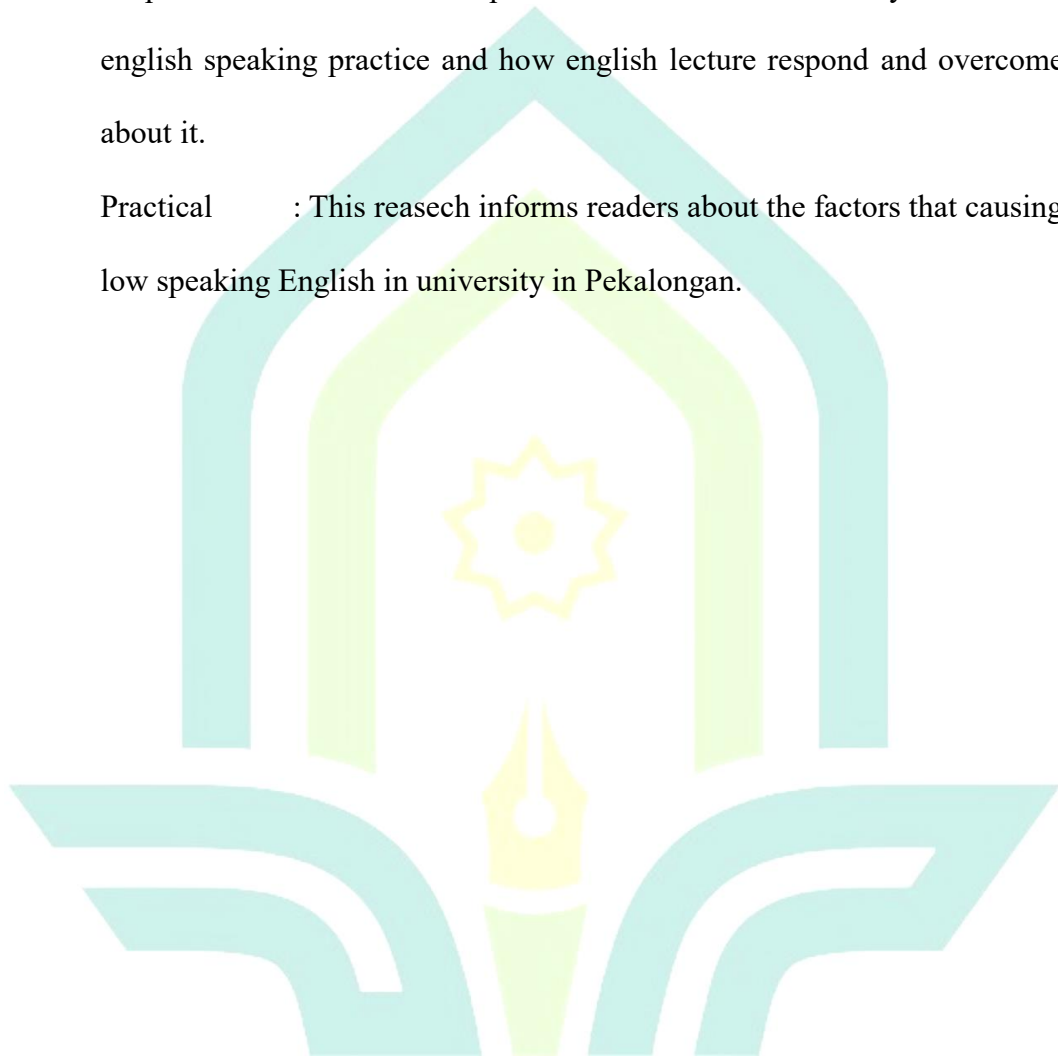 english speaking practice and how english lecture respond and overcome
about it.
Practical : This reasech informs readers about the factors that causing
low speaking English in university in Pekalongan.